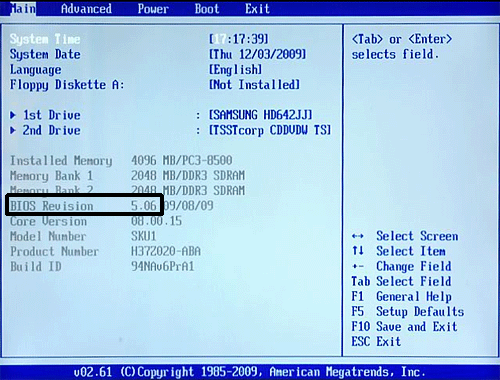 Main Advanced Power Boot Exit
System Time [17:17:39]
System Date [Thu 12/03/2009]
Language [English]
Floppy Diskette A: [Not Installed]
▶ 1st Drive : [SAMSUNG HD642JJ]
▶ 2nd Drive : [TSSTcorp CDDVDW TS]
Installed Memory 4096 MB/PC3-8500
Memory Bank 1 2048 MB/DDR3 SDRAM
Memory Bank 2 2048 MB/DDR3 SDRAM
BIOS Revision 5.06 09/08/09
Core Version 08.00.15
Model Number SKU1
Product Number H37Z020-ABA
Build ID 94NAv6PrA1
<Tab> or <Enter>
selects field.
↔ Select Screen
↑↓ Select Item
+- Change Field
Tab Select Field
F1 General Help
F5 Setup Defaults
F10 Save and Exit
ESC Exit
v02.61 (C)Copyright 1985-2009, American Megatrends, Inc.